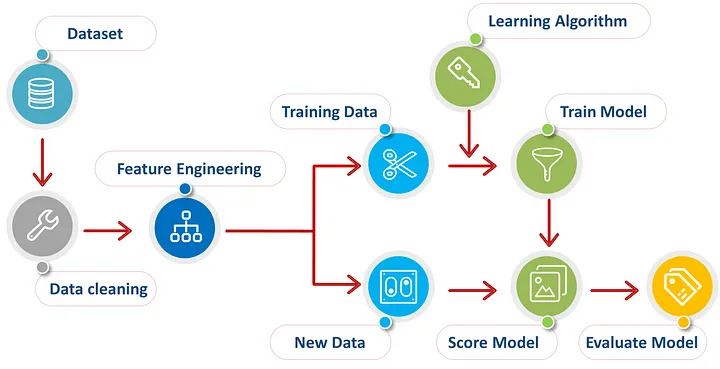 Learning Algorithm
Dataset
Training Data
Train Model
Feature Engineering
Data cleaning
New Data
Score Model
Evaluate Model